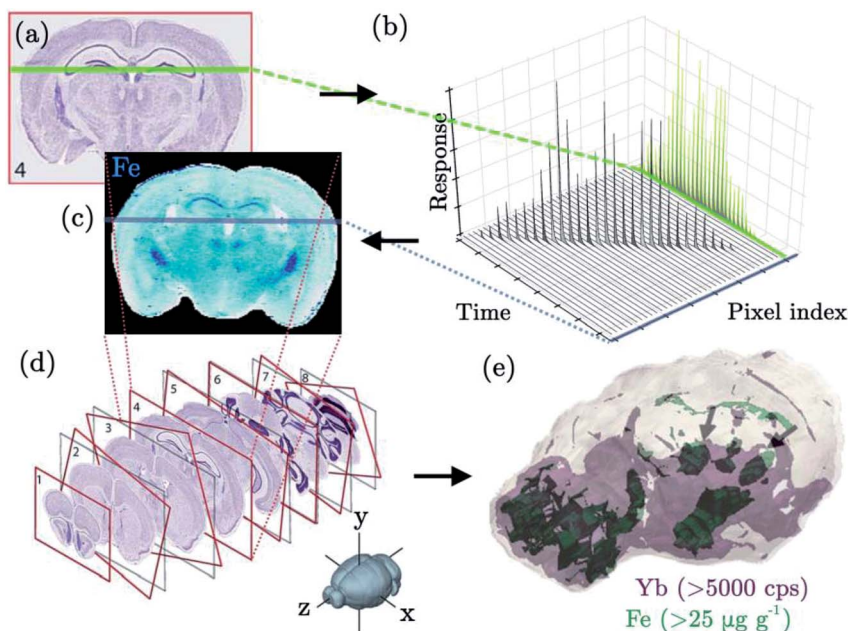 (a)
4
(b)
Response
Time
Pixel index
Fe
(c)
(d)
1
2
3
4
5
6
7
8
y
z
x
(e)
Yb (>5000 cps)
Fe (>25 µg g⁻¹)